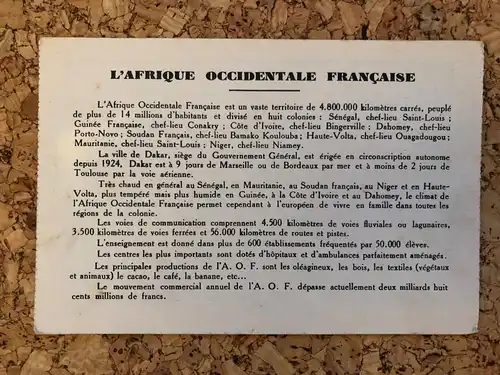 L'AFRIQUE OCCIDENTALE FRANÇAISE
L'Afrique Occidentale Française est un vaste territoire de 4.800.000 kilomètres carrés, peuplé
de plus de 14 millions d'habitants et divisé en huit colonies : Sénégal, chef-lieu Saint-Louis ;
Guinée Française, chef-lieu Conakry ; Côte d'Ivoire, chef-lieu Bingerville ; Dahomey, chef-lieu
Porto-Novo ; Soudan Français, chef-lieu Bamako Koulouba ; Haute-Volta, chef-lieu Ouagadougou ;
Mauritanie, chef-lieu Saint-Louis ; Niger, chef-lieu Niamey.
La ville de Dakar, siège du Gouvernement Général, est érigée en circonscription autonome
depuis 1924, Dakar est à 9 jours de Marseille ou de Bordeaux par mer et à moins de 2 jours de
Toulouse par la voie aérienne.
Très chaud en général au Sénégal, en Mauritanie, au Soudan français, au Niger et en Haute-
Volta, plus tempéré mais plus humide en Guinée, à la Côte d'Ivoire et au Dahomey, le climat de
l'Afrique Occidentale Française permet cependant à l'européen de vivre en famille dans toutes les
régions de la colonie.
Les voies de communication comprennent 4.500 kilomètres de voies fluviales ou lagunaires,
3.500 kilomètres de voies ferrées et 56.000 kilomètres de routes et pistes.
L'enseignement est donné dans plus de 600 établissements fréquentés par 50.000 élèves.
Les centres les plus importants sont dotés d'hôpitaux et d'ambulances parfaitement aménagés.
Les principales productions de l'A. O. F. sont les oléagineux, les bois, les textiles (végétaux
et animaux) le cacao, le café, la banane, etc...
Le mouvement commercial annuel de l'A. O. F. dépasse actuellement deux milliards huit
cents millions de francs.